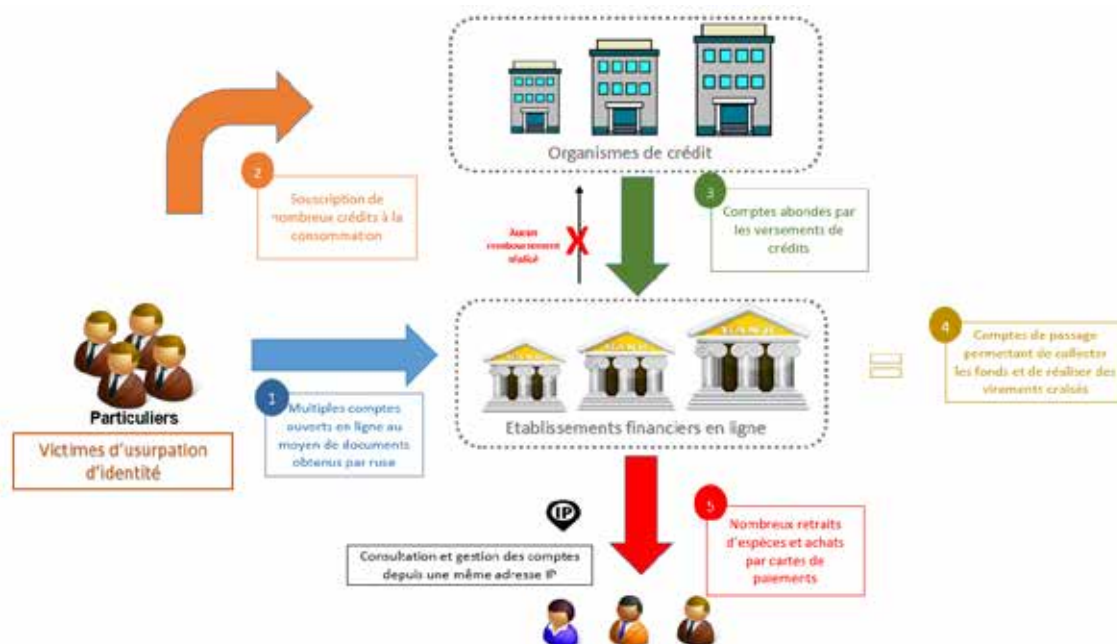 Organismes de crédit
2
Souscription de
nombreux crédits à la
consommation
Aucun
remboursement
réalisé
X
3
Comptes abondés par
les versements de
crédits
Particuliers
Victimes d'usurpation
d'identité
1
Multiples comptes
ouverts en ligne au
moyen de documents
obtenus par ruse
BANK
BANK
BANK
Etablissements financiers en ligne
4
Comptes de passage
permettant de collecter
les fonds et de réaliser des
virements croisés
IP
Consultation et gestion des comptes
depuis une même adresse IP
5
Nombreux retraits
d'espèces et achats
par cartes de
paiements